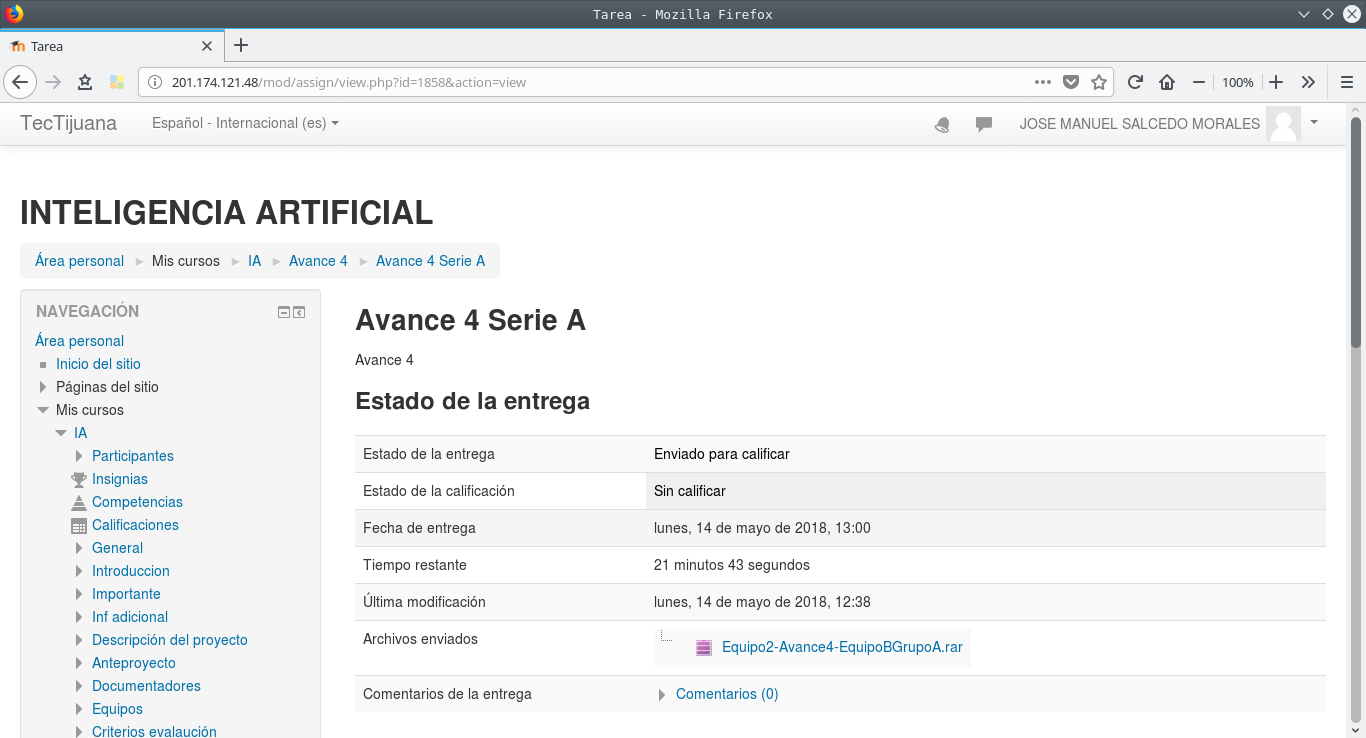 Tarea - Mozilla Firefox
Tarea
201.174.121.48/mod/assign/view.php?id=1858&action=view
100%
TecTijuana
Español - Internacional (es)
JOSE MANUEL SALCEDO MORALES
INTELIGENCIA ARTIFICIAL
Área personal ► Mis cursos ► IA ► Avance 4 ► Avance 4 Serie A
NAVEGACIÓN
Área personal
Inicio del sitio
Páginas del sitio
Mis cursos
IA
Participantes
Insignias
Competencias
Calificaciones
General
Introduccion
Importante
Inf adicional
Descripción del proyecto
Anteproyecto
Documentadores
Equipos
Criterios evalaución
Avance 4 Serie A
Avance 4
Estado de la entrega
Estado de la entrega Enviado para calificar
Estado de la calificación Sin calificar
Fecha de entrega lunes, 14 de mayo de 2018, 13:00
Tiempo restante 21 minutos 43 segundos
Última modificación lunes, 14 de mayo de 2018, 12:38
Archivos enviados Equipo2-Avance4-EquipoBGrupoA.rar
Comentarios de la entrega Comentarios (0)